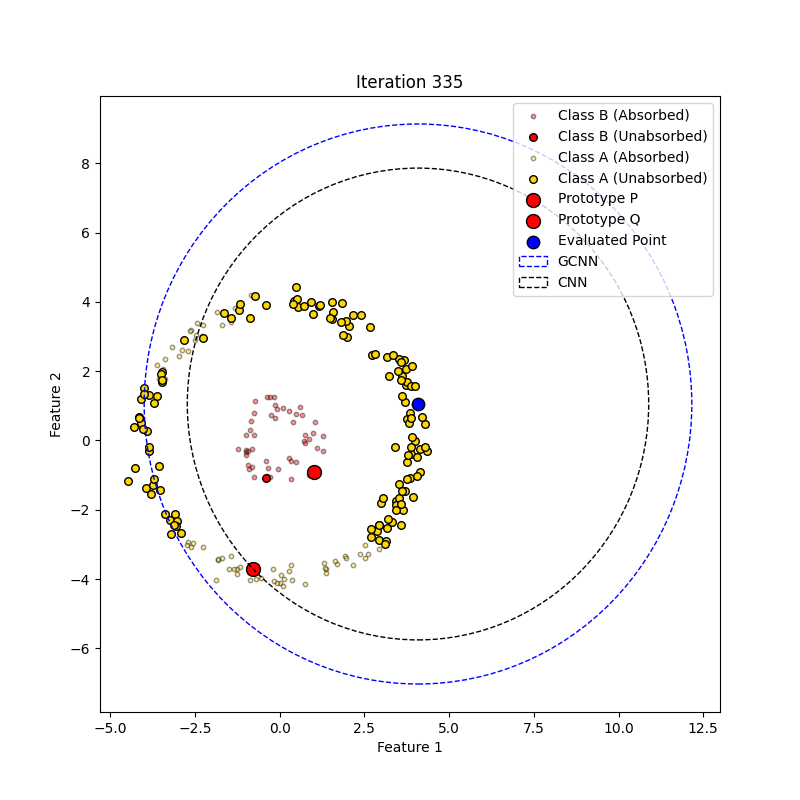 Iteration 335
Class B (Absorbed)
Class B (Unabsorbed)
Class A (Absorbed)
Class A (Unabsorbed)
Prototype P
Prototype Q
Evaluated Point
GCNN
CNN
8
6
4
2
0
−2
−4
−6
Feature 2
−5.0 −2.5 0.0 2.5 5.0 7.5 10.0 12.5
Feature 1